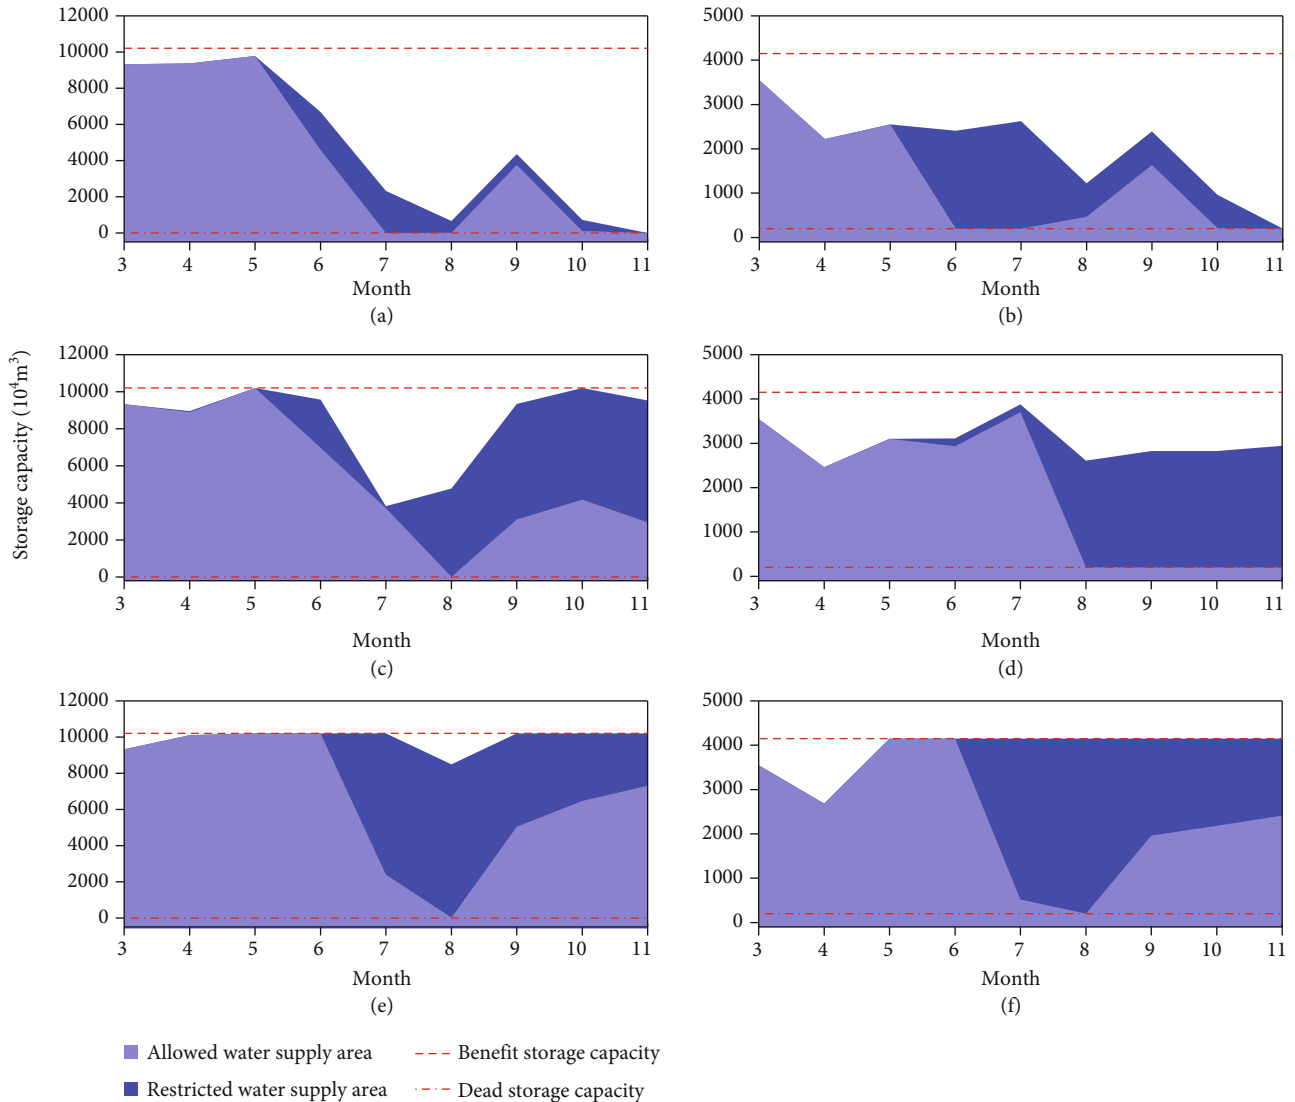 12000
10000
8000
6000
4000
2000
0
3 4 5 6 7 8 9 10 11
Month
(a)
5000
4000
3000
2000
1000
0
3 4 5 6 7 8 9 10 11
Month
(b)
Storage capacity (10⁴m³)
12000
10000
8000
6000
4000
2000
0
3 4 5 6 7 8 9 10 11
Month
(c)
5000
4000
3000
2000
1000
0
3 4 5 6 7 8 9 10 11
Month
(d)
12000
10000
8000
6000
4000
2000
0
3 4 5 6 7 8 9 10 11
Month
(e)
5000
4000
3000
2000
1000
0
3 4 5 6 7 8 9 10 11
Month
(f)
Allowed water supply area
Benefit storage capacity
Restricted water supply area
Dead storage capacity